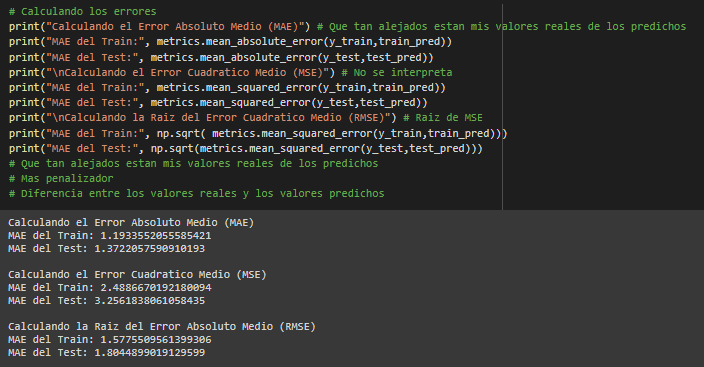 # Calculando los errores
print("Calculando el Error Absoluto Medio (MAE)") # Que tan alejados estan mis valores reales de los predichos
print("MAE del Train:", metrics.mean_absolute_error(y_train,train_pred))
print("MAE del Test:", metrics.mean_absolute_error(y_test,test_pred))
print("\nCalculando el Error Cuadratico Medio (MSE)") # No se interpreta
print("MAE del Train:", metrics.mean_squared_error(y_train,train_pred))
print("MAE del Test:", metrics.mean_squared_error(y_test,test_pred))
print("\nCalculando la Raiz del Error Cuadratico Medio (RMSE)") # Raiz de MSE
print("MAE del Train:", np.sqrt( metrics.mean_squared_error(y_train,train_pred)))
print("MAE del Test:", np.sqrt(metrics.mean_squared_error(y_test,test_pred)))
# Que tan alejados estan mis valores reales de los predichos
# Mas penalizador
# Diferencia entre los valores reales y los valores predichos
Calculando el Error Absoluto Medio (MAE)
MAE del Train: 1.1933552055585421
MAE del Test: 1.3722057590910193
Calculando el Error Cuadratico Medio (MSE)
MAE del Train: 2.4886670192180094
MAE del Test: 3.2561838061058435
Calculando la Raiz del Error Absoluto Medio (RMSE)
MAE del Train: 1.5775509561399306
MAE del Test: 1.8044899019129599